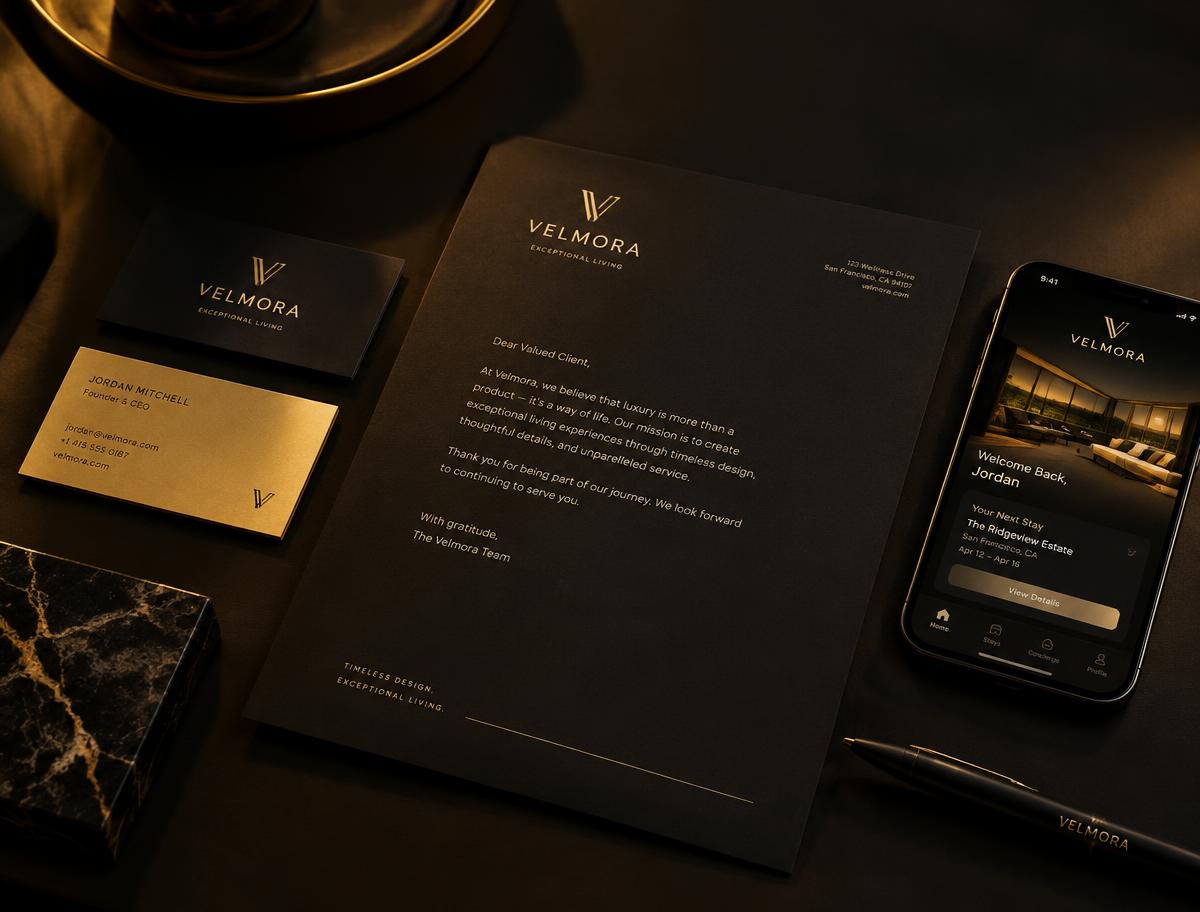 VELMORA
EXCEPTIONAL LIVING
JORDAN MITCHELL
Founder & CEO
jordan@velmora.com
+1 415 555 0187
velmora.com
V
VELMORA
EXCEPTIONAL LIVING
123 Wellness Drive
San Francisco, CA 94107
velmora.com
Dear Valued Client,
At Velmora, we believe that luxury is more than a
product — it's a way of life. Our mission is to create
exceptional living experiences through timeless design,
thoughtful details, and unparelleled service.
Thank you for being part of our journey. We look forward
to continuing to serve you.
With gratitude,
The Velmora Team
TIMELESS DESIGN.
EXCEPTIONAL LIVING.
9:41
VELMORA
Welcome Back,
Jordan
Your Next Stay
The Ridgeview Estate
San Francisco, CA
Apr 12 – Apr 16
View Details
Home
Stays
Concierge
Profile
VELMORA